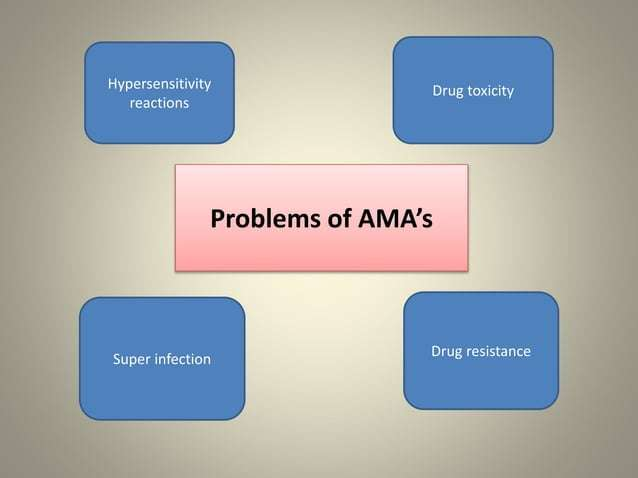 Hypersensitivity
reactions
Drug toxicity
Problems of AMA’s
Super infection
Drug resistance